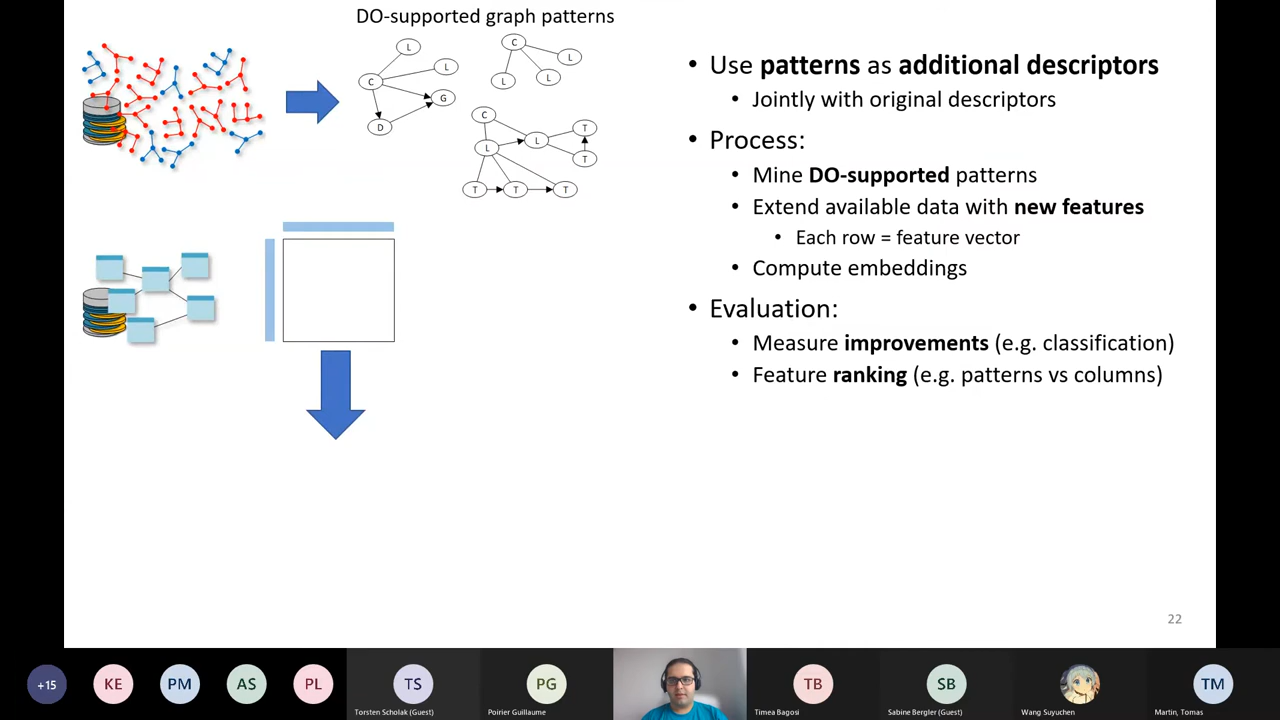 DO-supported graph patterns
L
L
C
G
D
C
L
L
L
C
L
L
T
T
T
T
T
• Use patterns as additional descriptors
• Jointly with original descriptors
• Process:
• Mine DO-supported patterns
• Extend available data with new features
• Each row = feature vector
• Compute embeddings
• Evaluation:
• Measure improvements (e.g. classification)
• Feature ranking (e.g. patterns vs columns)
22
+15
KE
PM
AS
PL
TS
Torsten Scholak (Guest)
PG
Poirier Guillaume
TB
Timea Bagosi
SB
Sabine Bergler (Guest)
Wang Suyuchen
TM
Martin, Tomas